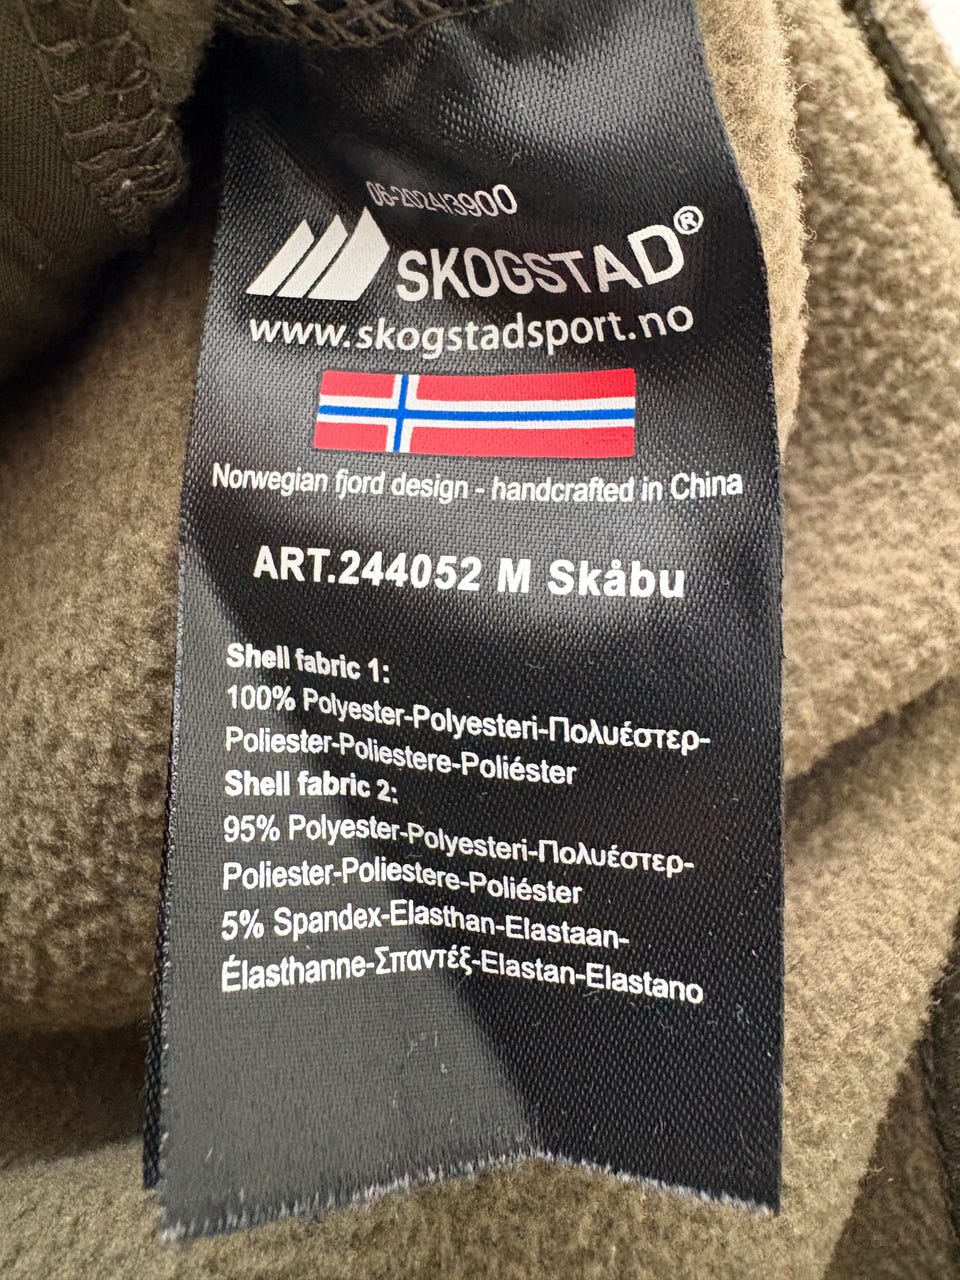 06-2024/3900
SKOGSTAD®
www.skogstadsport.no
Norwegian fjord design - handcrafted in China
ART.244052 M Skåbu
Shell fabric 1:
100% Polyester-Polyesteri-Πολυέστερ-
Poliester-Poliestere-Poliéster
Shell fabric 2:
95% Polyester-Polyesteri-Πολυέστερ-
Poliester-Poliestere-Poliéster
5% Spandex-Elasthan-Elastaan-
Élasthanne-Σπαντέξ-Elastan-Elastano